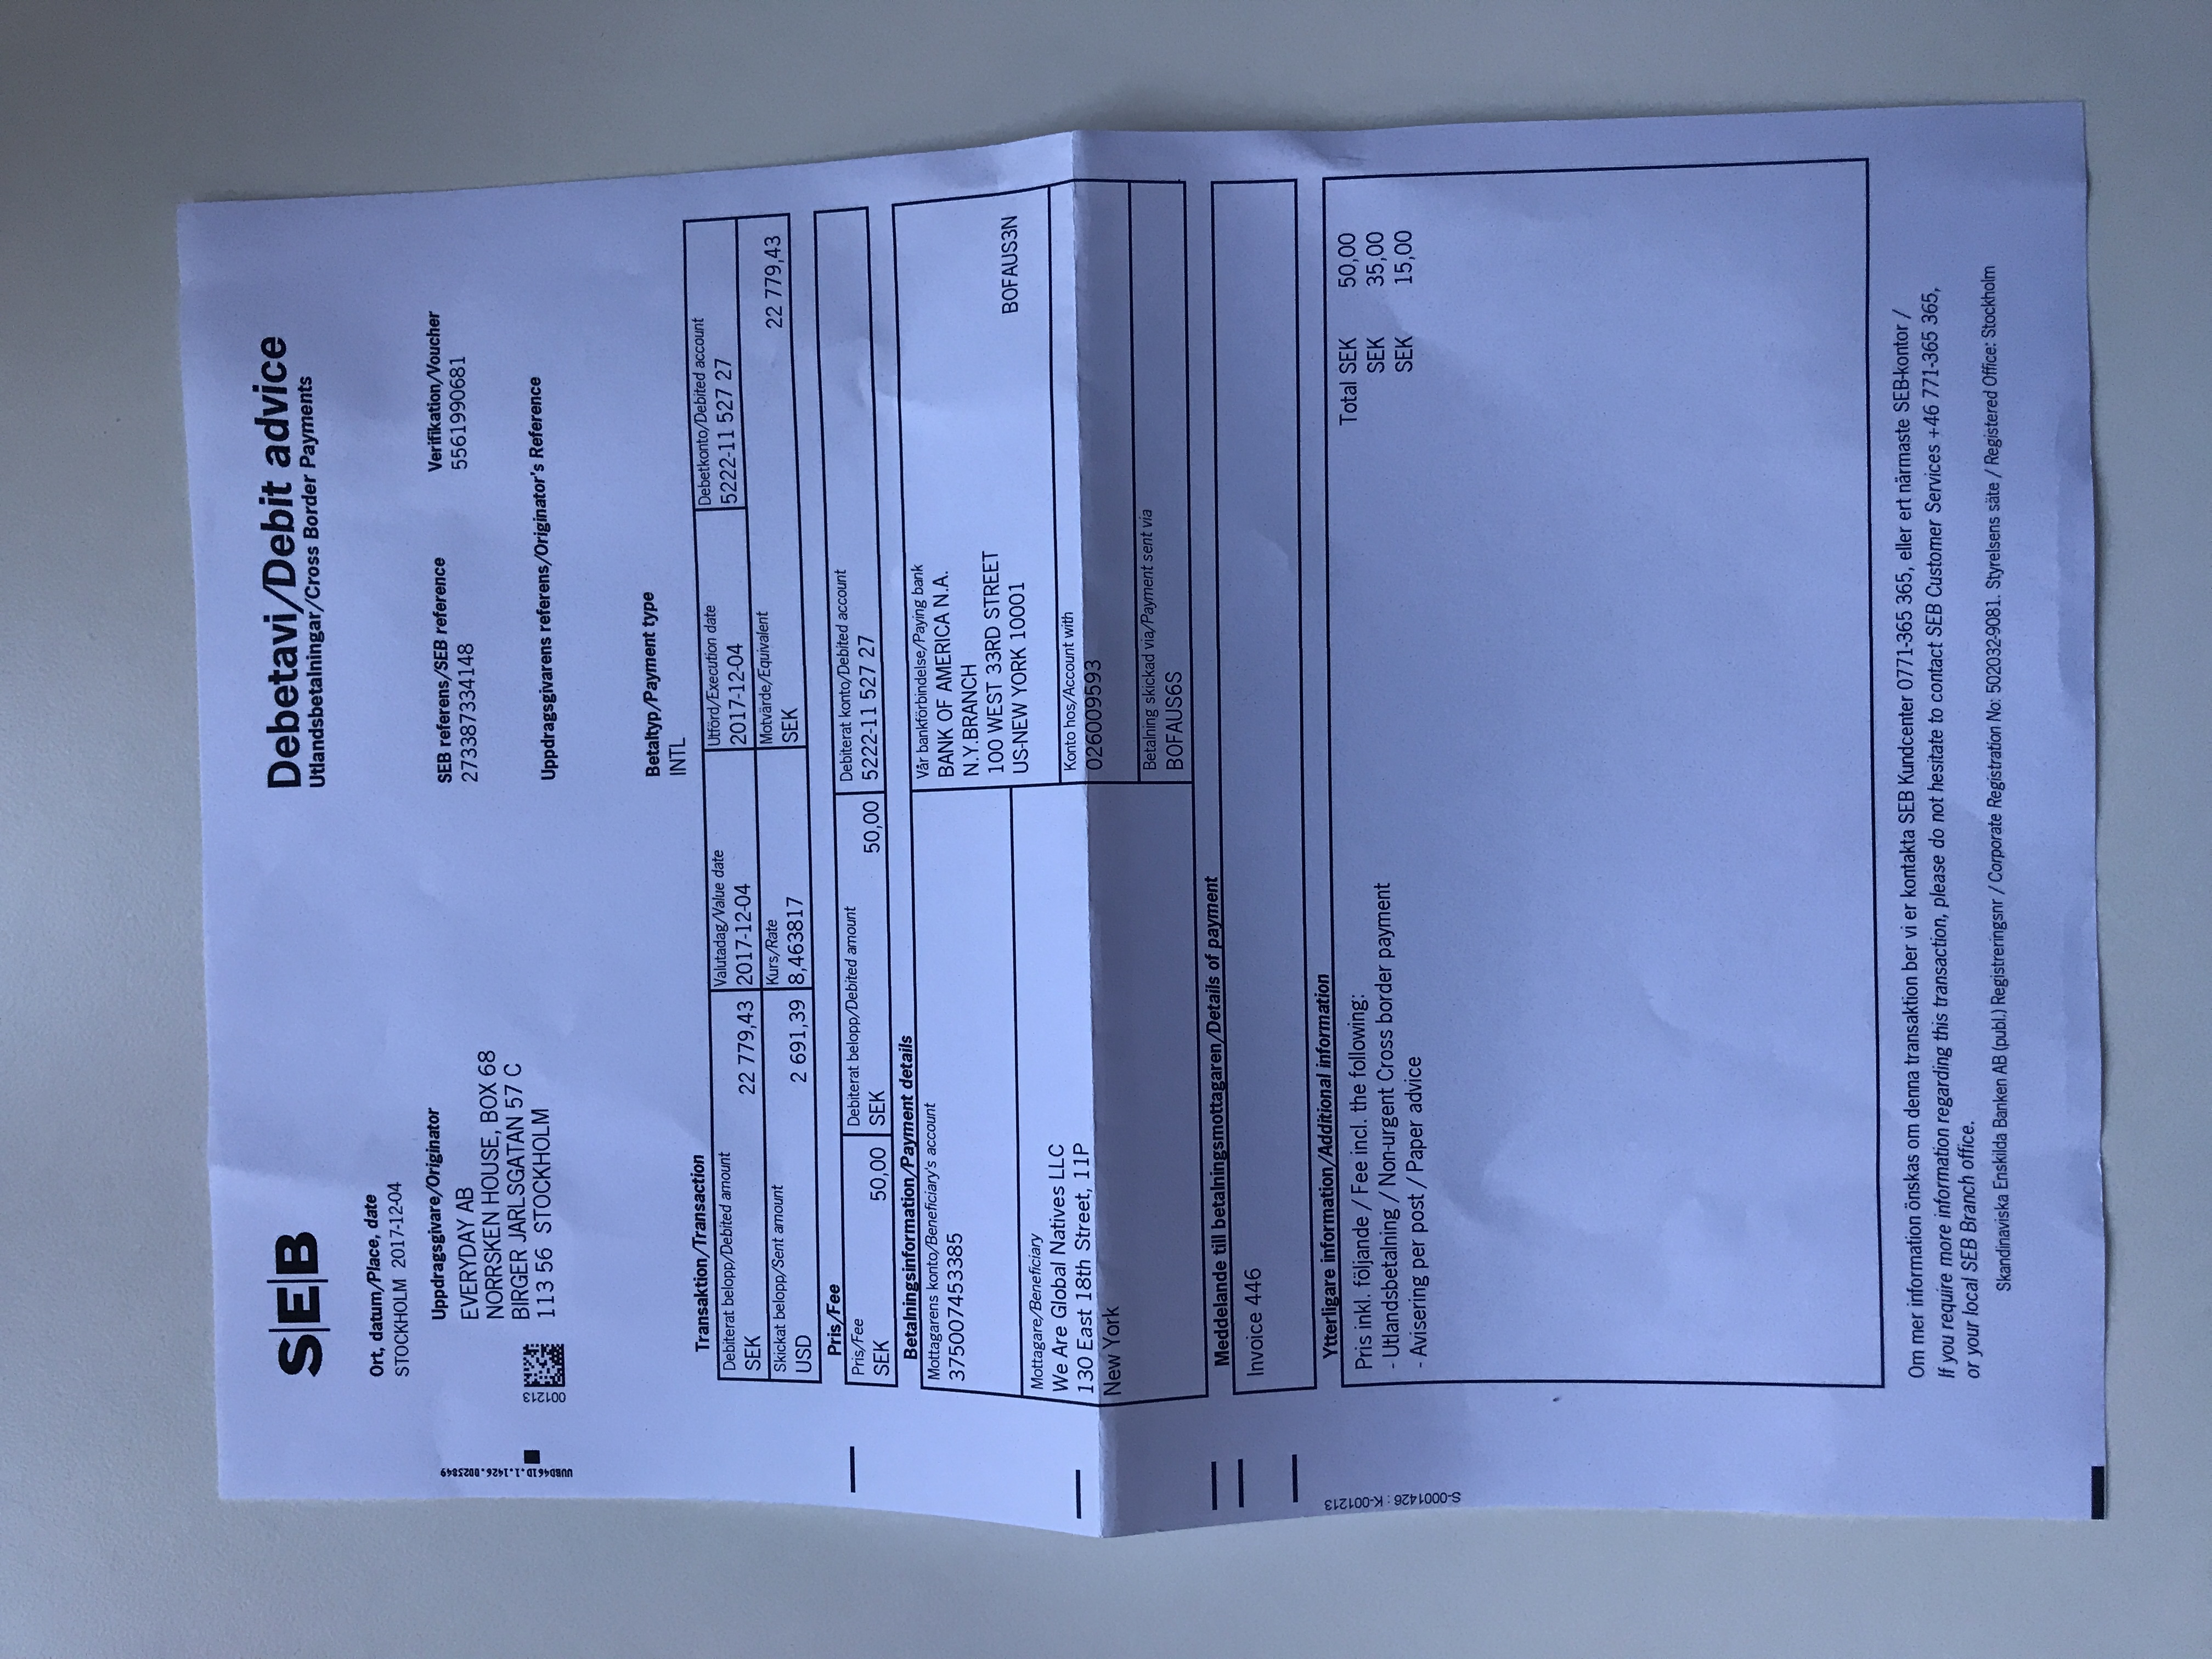 S|E|B
Debetavi/Debit advice
Utlandsbetalningar/Cross Border Payments
Ort, datum/Place, date
STOCKHOLM 2017-12-04
Uppdragsgivare/Originator
EVERYDAY AB
NORRSKEN HOUSE, BOX 68
BIRGER JARLSGATAN 57 C
113 56 STOCKHOLM
001213
UUBD461D.1.1426.0023849
SEB referens/SEB reference
273387334148
Verifikation/Voucher
5561990681
Uppdragsgivarens referens/Originator's Reference
Betaltyp/Payment type
INTL
Transaktion/Transaction
Debiterat belopp/Debited amount
SEK 22 779,43
Valutadag/Value date
2017-12-04
Utförd/Execution date
2017-12-04
Debetkonto/Debited account
5222-11 527 27
Skickat belopp/Sent amount
USD 2 691,39
Kurs/Rate
8,463817
Motvärde/Equivalent
SEK 22 779,43
Pris/Fee
Pris/Fee
SEK 50,00
Debiterat belopp/Debited amount
SEK 50,00
Debiterat konto/Debited account
5222-11 527 27
Betalningsinformation/Payment details
Mottagarens konto/Beneficiary's account
375007453385
Vår bankförbindelse/Paying bank
BANK OF AMERICA N.A.
N.Y.BRANCH
100 WEST 33RD STREET
US-NEW YORK 10001 BOFAUS3N
Mottagare/Beneficiary
We Are Global Natives LLC
130 East 18th Street, 11P
New York
Konto hos/Account with
026009593
Betalning skickad via/Payment sent via
BOFAUS6S
Meddelande till betalningsmottagaren/Details of payment
Invoice 446
Ytterligare information/Additional information
Pris inkl. följande / Fee incl. the following: Total SEK 50,00
- Utlandsbetalning / Non-urgent Cross border payment SEK 35,00
- Avisering per post / Paper advice SEK 15,00
S-0001426 : K-001213
Om mer information önskas om denna transaktion ber vi er kontakta SEB Kundcenter 0771-365 365, eller ert närmaste SEB-kontor /
If you require more information regarding this transaction, please do not hesitate to contact SEB Customer Services +46 771-365 365,
or your local SEB Branch office.
Skandinaviska Enskilda Banken AB (publ.) Registreringsnr / Corporate Registration No: 502032-9081. Styrelsens säte / Registered Office: Stockholm